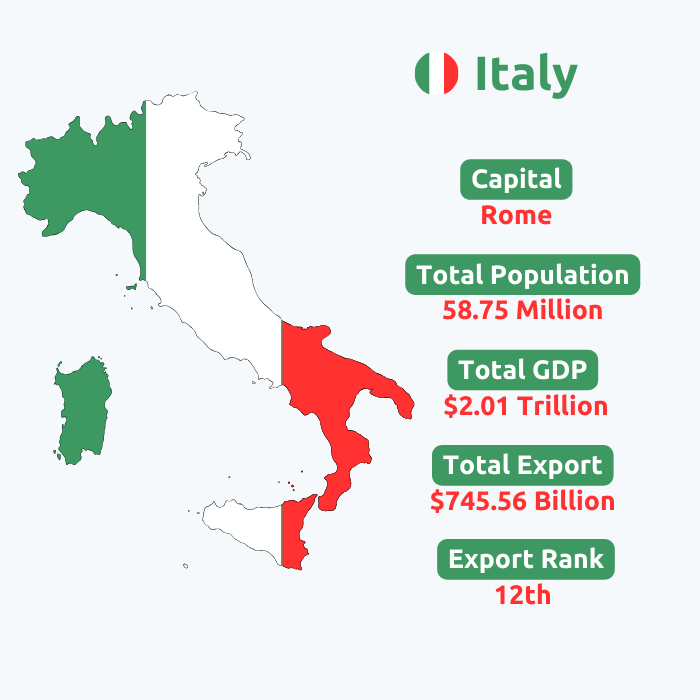 Italy
Capital
Rome
Total Population
58.75 Million
Total GDP
$2.01 Trillion
Total Export
$745.56 Billion
Export Rank
12th